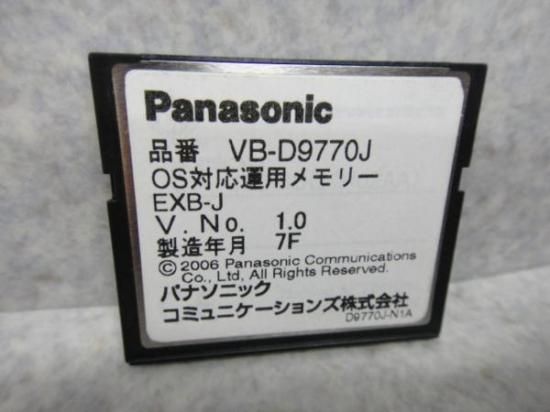 Panasonic
品番 VB-D9770J
OS対応運用メモリー
EXB-J
V.No. 1.0
製造年月 7F
© 2006 Panasonic Communications
Co., Ltd. All Rights Reserved.
パナソニック
コミュニケーションズ株式会社
D9770J-N1A